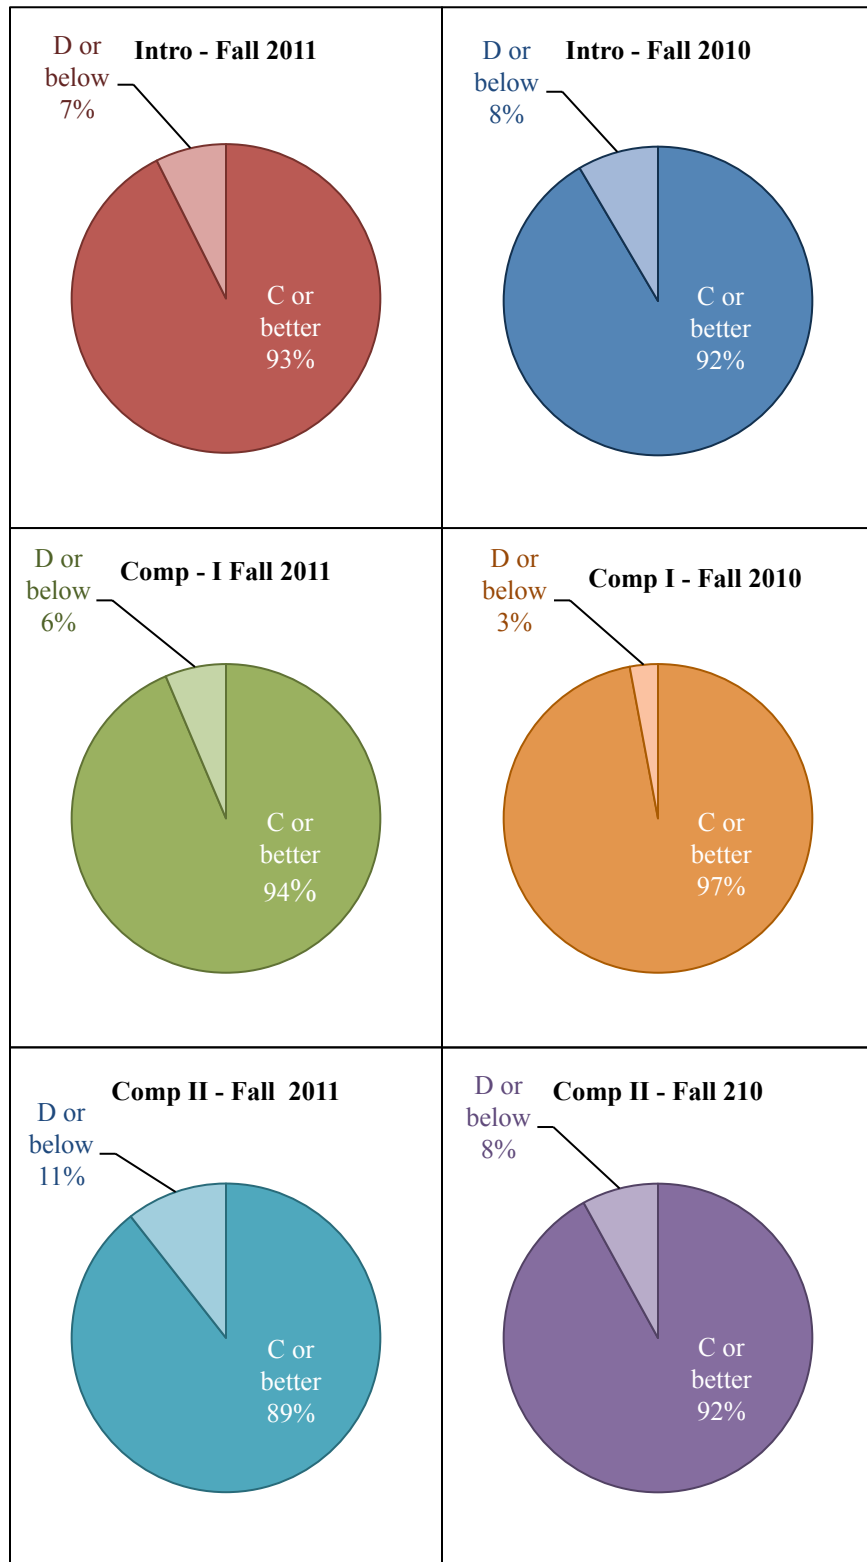 Intro - Fall 2011
D or
below
7%
C or
better
93%
Intro - Fall 2010
D or
below
8%
C or
better
92%
Comp - I Fall 2011
D or
below
6%
C or
better
94%
Comp I - Fall 2010
D or
below
3%
C or
better
97%
Comp II - Fall  2011
D or
below
11%
C or
better
89%
Comp II - Fall 210
D or
below
8%
C or
better
92%